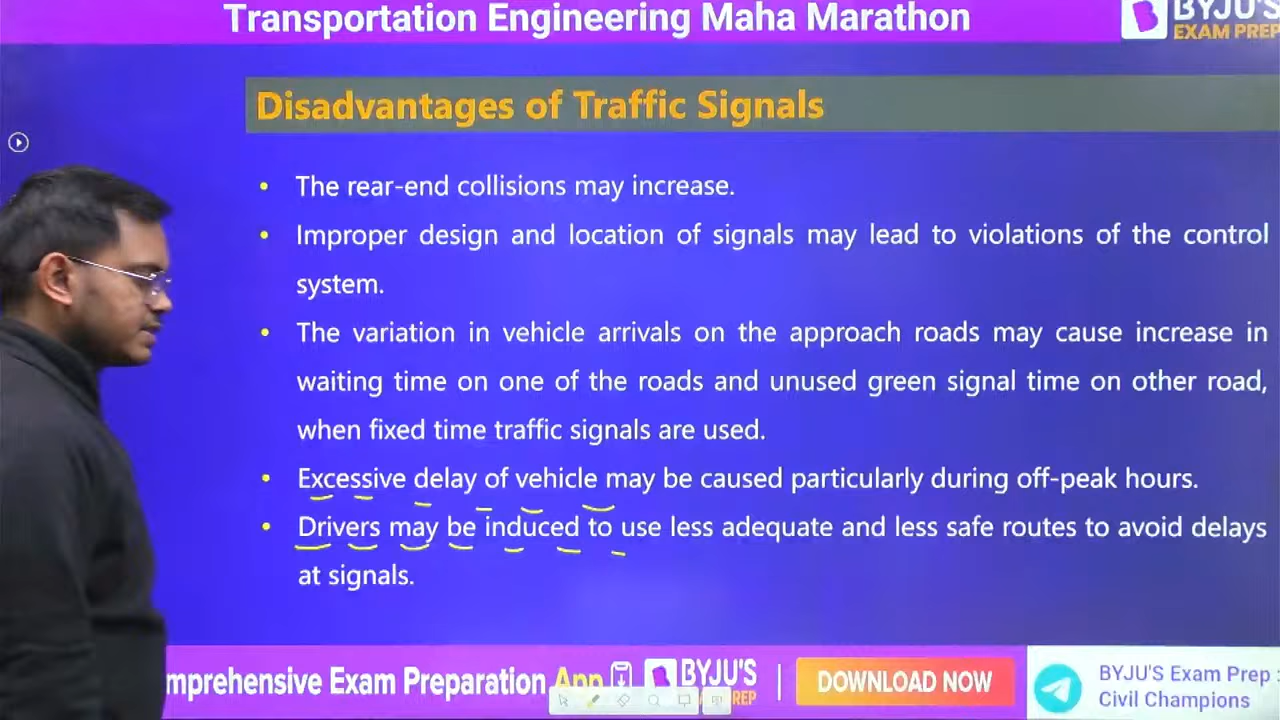 Transportation Engineering Maha Marathon
BYJU'S
EXAM PREP
Disadvantages of Traffic Signals
• The rear-end collisions may increase.
• Improper design and location of signals may lead to violations of the control
system.
• The variation in vehicle arrivals on the approach roads may cause increase in
waiting time on one of the roads and unused green signal time on other road,
when fixed time traffic signals are used.
• Excessive delay of vehicle may be caused particularly during off-peak hours.
• Drivers may be induced to use less adequate and less safe routes to avoid delays
at signals.
mprehensive Exam Preparation App
BYJU'S
PREP
DOWNLOAD NOW
BYJU'S Exam Prep :
Civil Champions